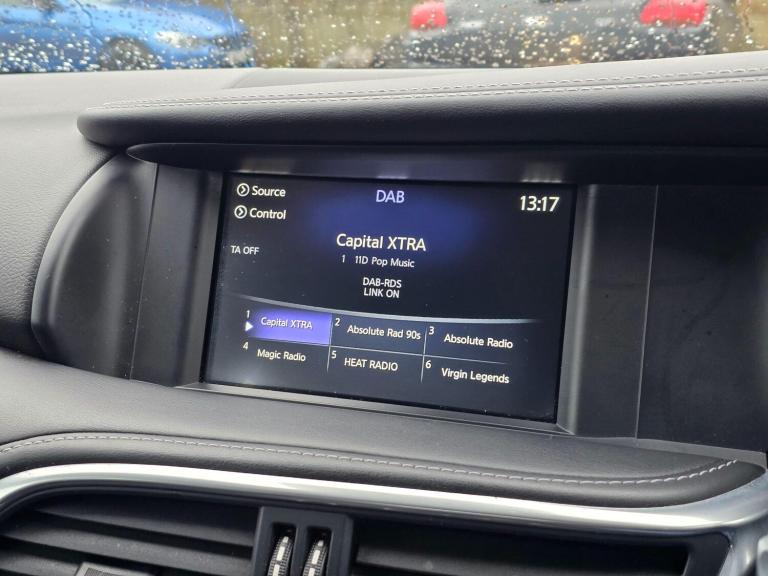 Source
DAB
13:17
Control
Capital XTRA
TA OFF
1 11D Pop Music
DAB-RDS
LINK ON
1 Capital XTRA
2 Absolute Rad 90s
3 Absolute Radio
4 Magic Radio
5 HEAT RADIO
6 Virgin Legends